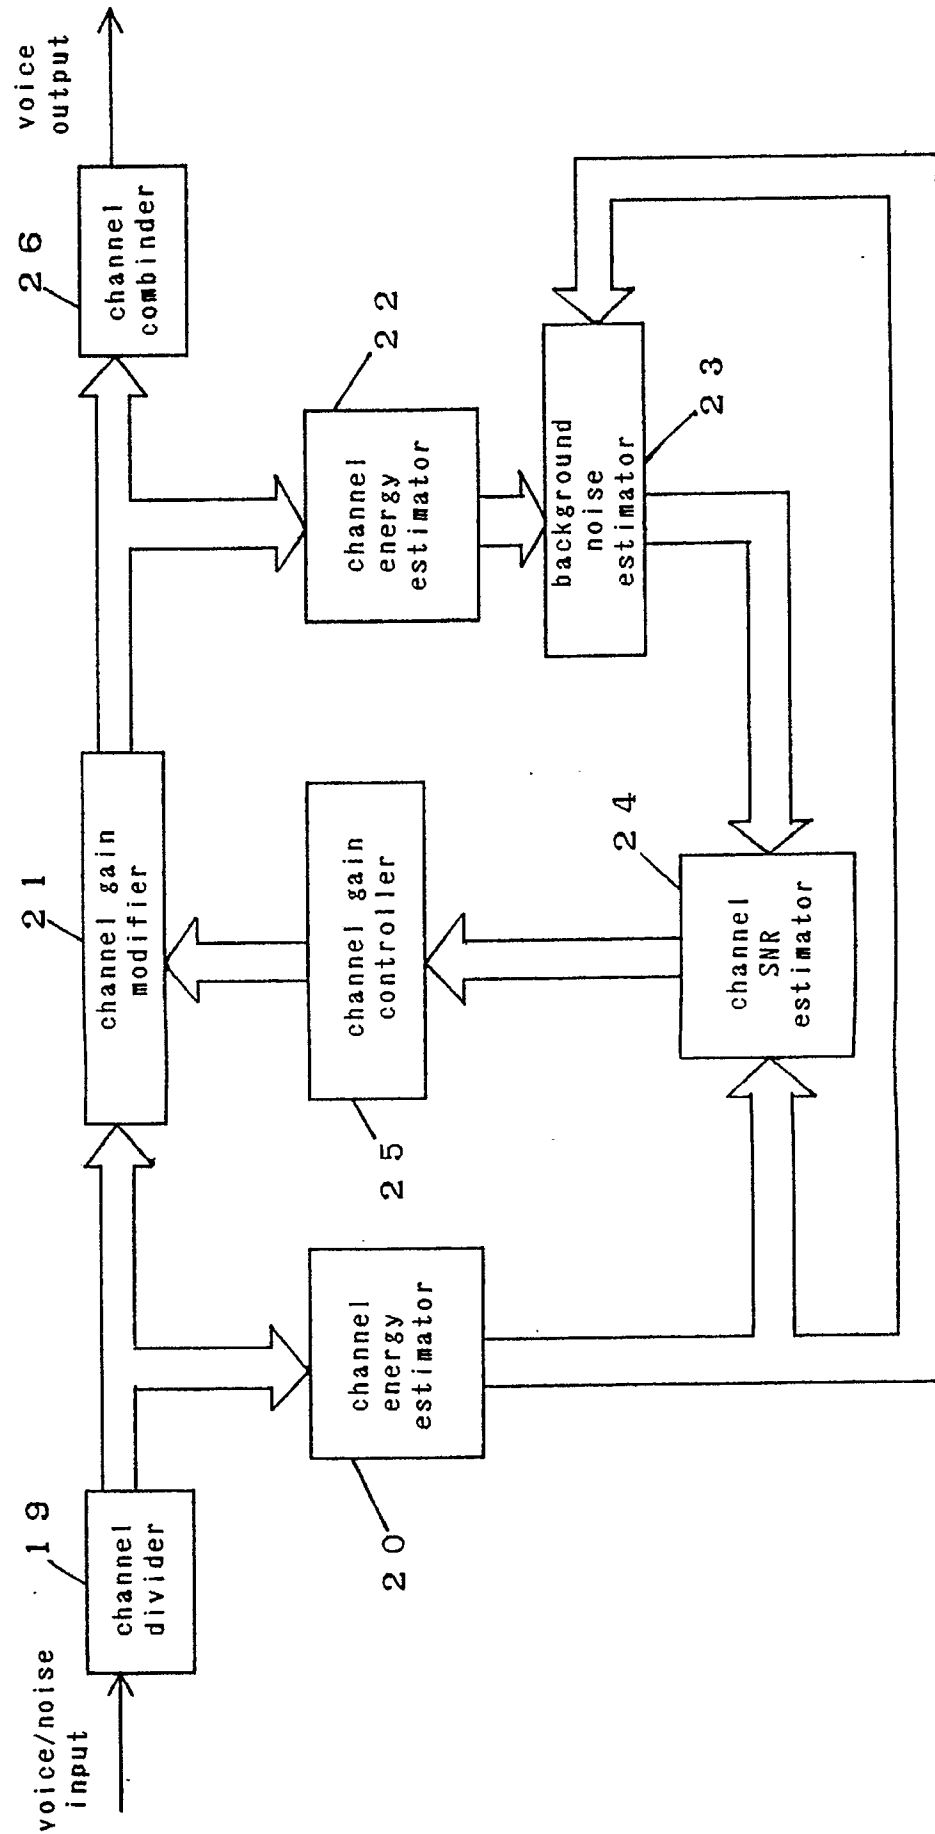 voice/noise
input
19
channel
divider
20
channel
energy
estimator
21
channel gain
modifier
25
channel gain
controller
24
channel
SNR
estimator
22
channel
energy
estimator
23
background
noise
estimator
26
channel
combinder
voice
output